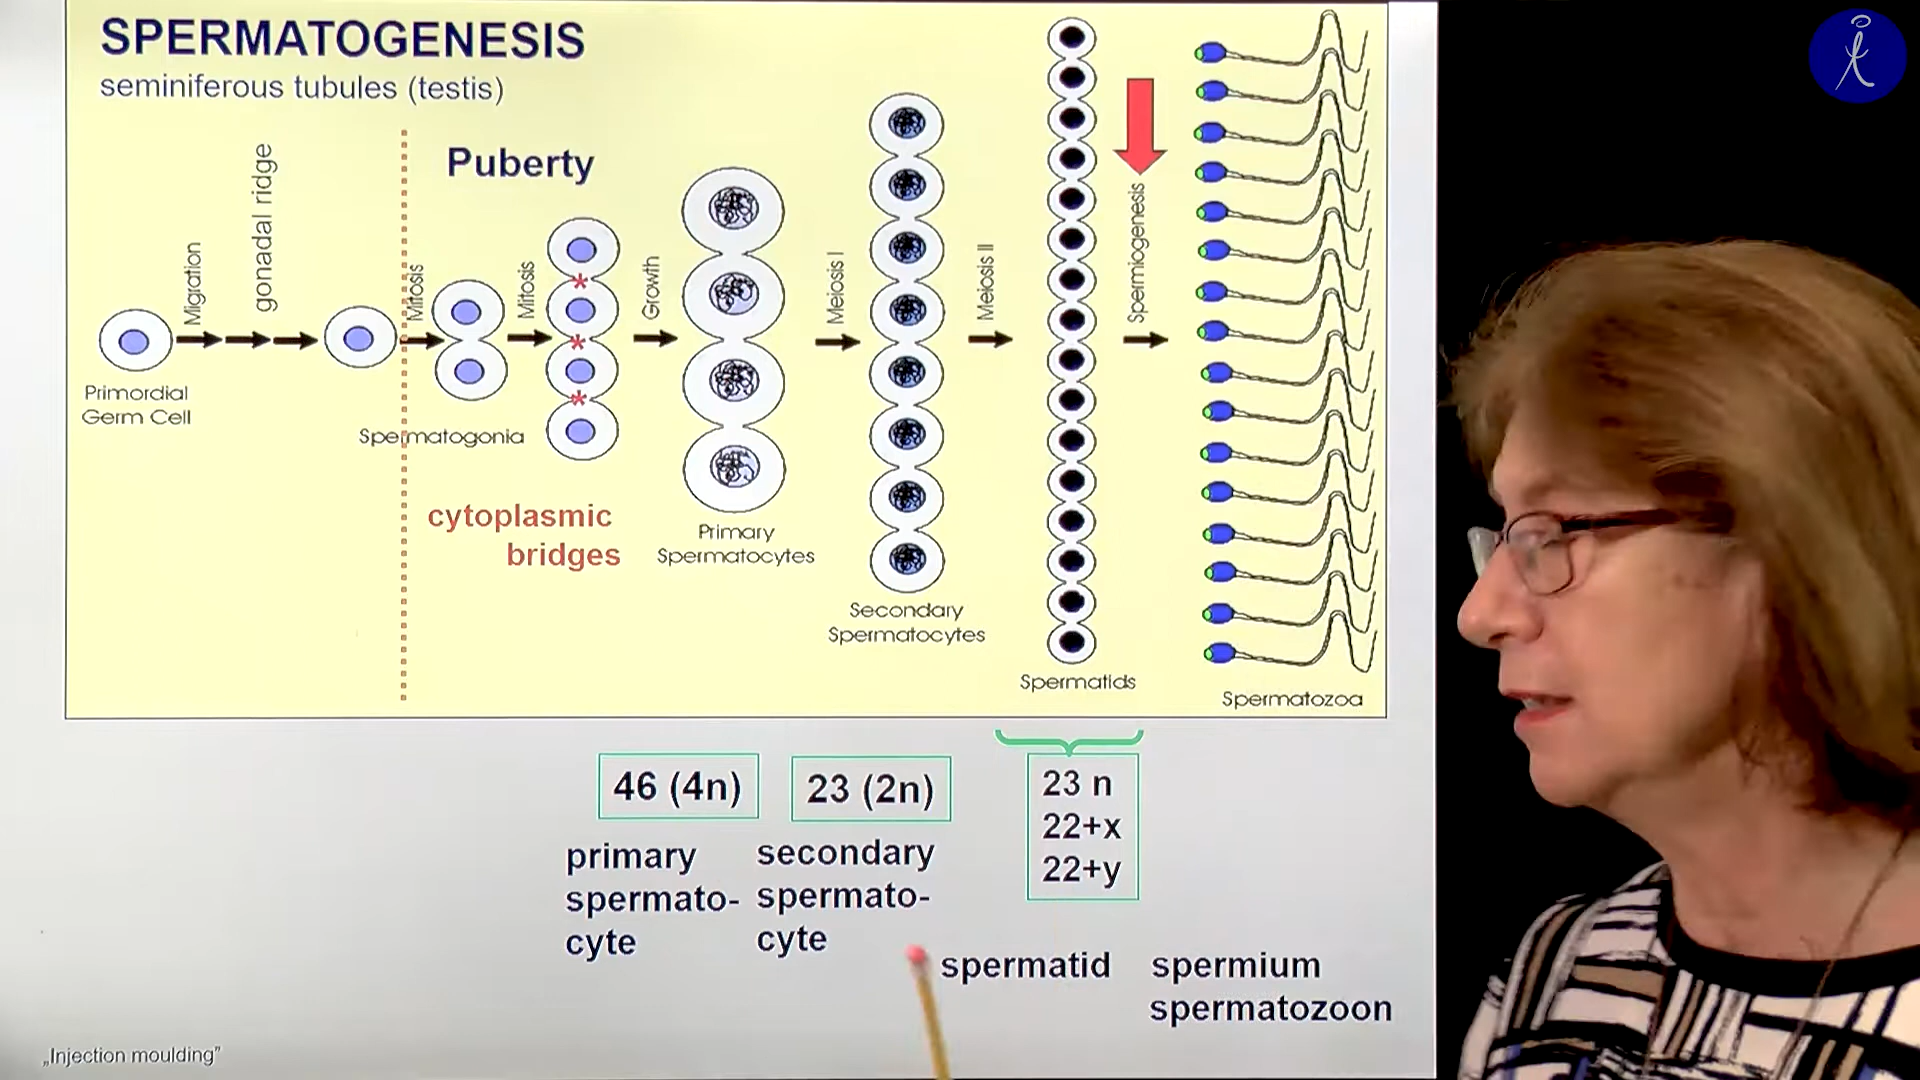 SPERMATOGENESIS
seminiferous tubules (testis)
Puberty
Migration
gonadal ridge
Mitosis
Mitosis
Growth
Meiosis I
Meiosis II
Spermiogenesis
*
*
*
Primordial
Germ Cell
Spermatogonia
cytoplasmic
bridges
Primary
Spermatocytes
Secondary
Spermatocytes
Spermatids
Spermatozoa
46 (4n)
23 (2n)
23 n
22+x
22+y
primary
spermato-
cyte
secondary
spermato-
cyte
spermatid
spermium
spermatozoon
„Injection moulding”